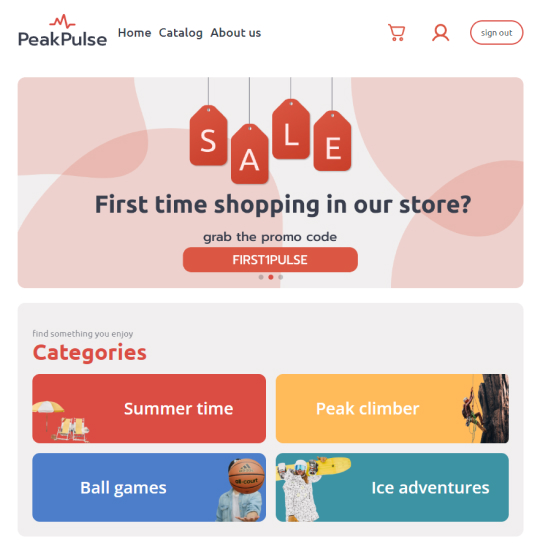 PeakPulse
Home Catalog About us
sign out
SALE
First time shopping in our store?
grab the promo code
FIRST1PULSE
find something you enjoy
Categories
Summer time
Peak climber
Ball games
Ice adventures